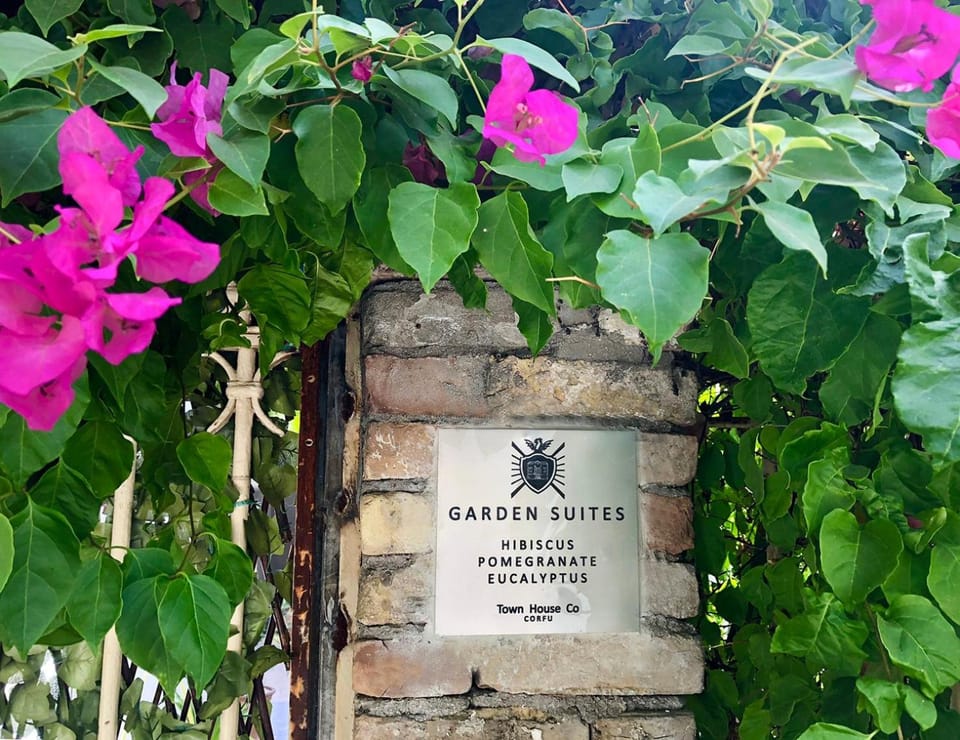 GARDEN SUITES
HIBISCUS
POMEGRANATE
EUCALYPTUS
Town House Co
CORFU